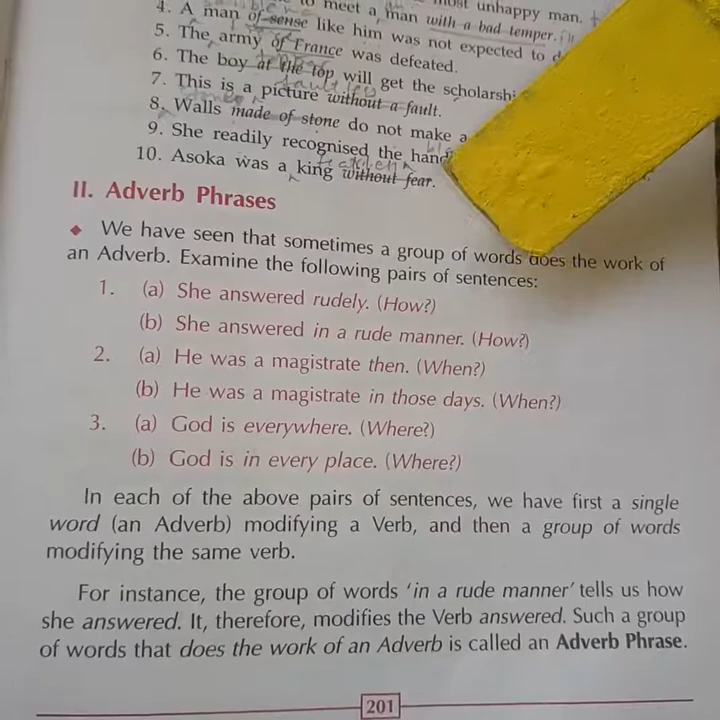 to meet a man with a bad temper.
most unhappy man.
4. A man of sense like him was not expected to
5. The army of France was defeated.
6. The boy at the top will get the
7. This is a picture without a fault.
8. Walls made of stone do not make a
9. She readily recognised the
10. Asoka was a king without fear.
II. Adverb Phrases
◆ We have seen that sometimes a group of words does the work of
an Adverb. Examine the following pairs of sentences:
1. (a) She answered rudely. (How?)
(b) She answered in a rude manner. (How?)
2. (a) He was a magistrate then. (When?)
(b) He was a magistrate in those days. (When?)
3. (a) God is everywhere. (Where?)
(b) God is in every place. (Where?)
In each of the above pairs of sentences, we have first a single
word (an Adverb) modifying a Verb, and then a group of words
modifying the same verb.
For instance, the group of words 'in a rude manner' tells us how
she answered. It, therefore, modifies the Verb answered. Such a group
of words that does the work of an Adverb is called an Adverb Phrase.
201